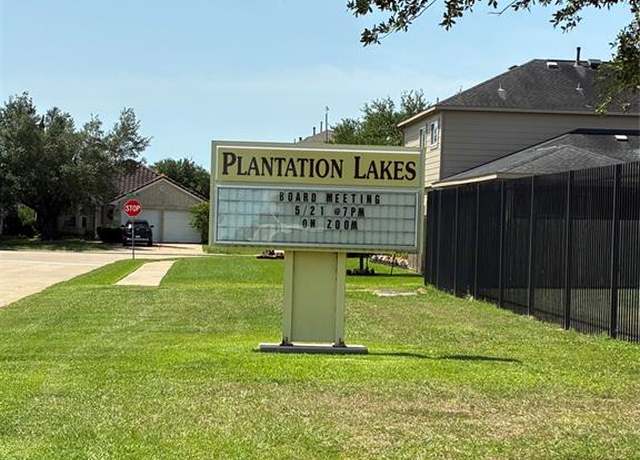 PLANTATION LAKES
BOARD MEETING
5/21 @7PM
ON ZOOM
STOP